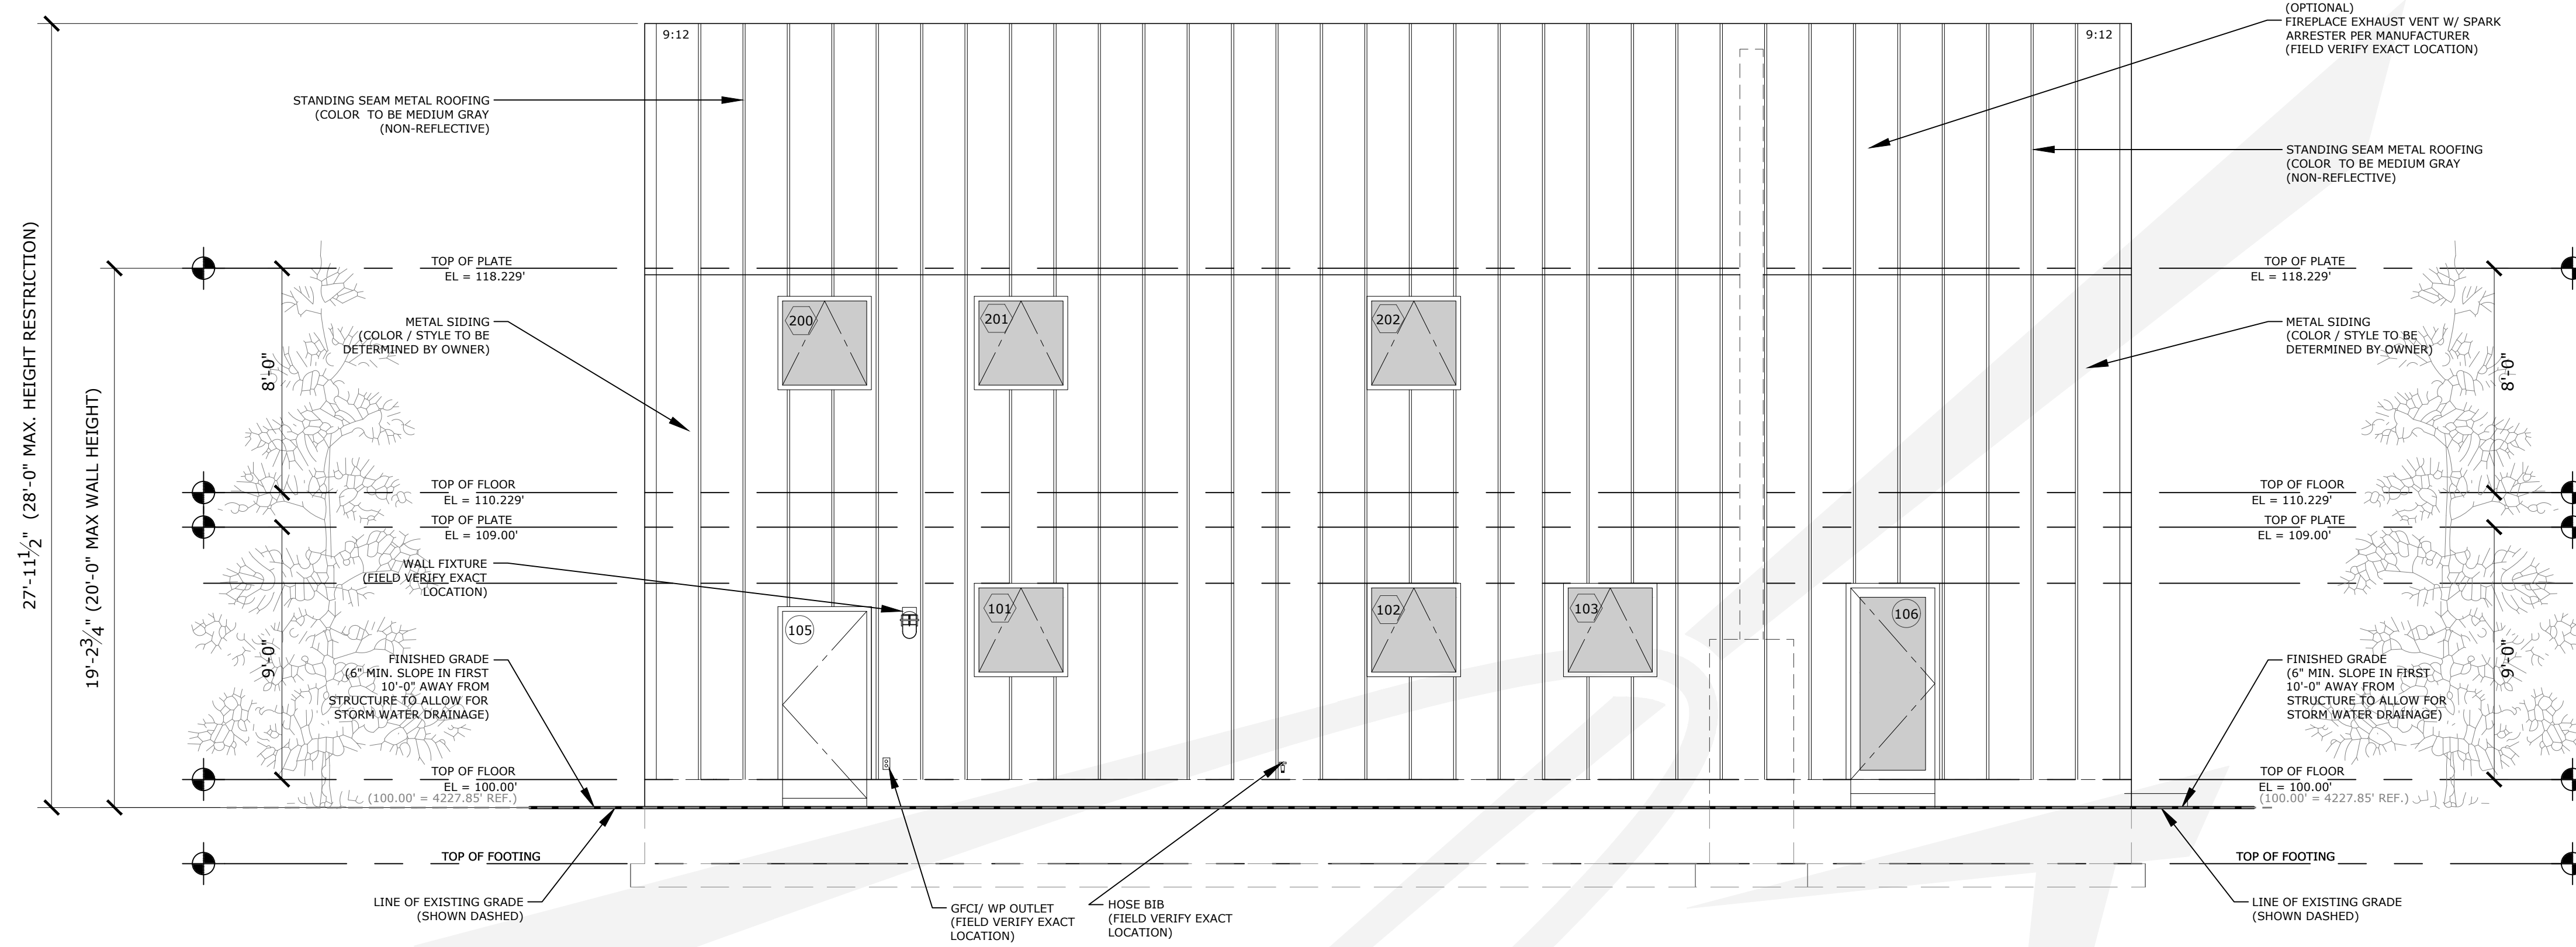 (OPTIONAL)
FIREPLACE EXHAUST VENT W/ SPARK
ARRESTER PER MANUFACTURER
(FIELD VERIFY EXACT LOCATION)
9:12
9:12
STANDING SEAM METAL ROOFING
(COLOR TO BE MEDIUM GRAY
(NON-REFLECTIVE)
STANDING SEAM METAL ROOFING
(COLOR TO BE MEDIUM GRAY
(NON-REFLECTIVE)
27'-11 1/2" (28'-0" MAX. HEIGHT RESTIRCTICTION)
19'-2 3/4" (20'-0" MAX WALL HEIGHT)
TOP OF PLATE
EL = 118.229'
TOP OF PLATE
EL = 118.229'
METAL SIDING
(COLOR / STYLE TO BE
DETERMINED BY OWNER)
200
201
202
METAL SIDING
(COLOR / STYLE TO BE
DETERMINED BY OWNER)
8'-0"
8'-0"
TOP OF FLOOR
EL = 110.229'
TOP OF FLOOR
EL = 110.229'
TOP OF PLATE
EL = 109.00'
TOP OF PLATE
EL = 109.00'
WALL FIXTURE
(FIELD VERIFY EXACT
LOCATION)
105
101
102
103
106
9'-0"
9'-0"
FINISHED GRADE
(6" MIN. SLOPE IN FIRST
10'-0" AWAY FROM
STRUCTURE TO ALLOW FOR
STORM WATER DRAINAGE)
FINISHED GRADE
(6" MIN. SLOPE IN FIRST
10'-0" AWAY FROM
STRUCTURE TO ALLOW FOR
STORM WATER DRAINAGE)
TOP OF FLOOR
EL = 100.00'
(100.00' = 4227.85' REF.)
TOP OF FLOOR
EL = 100.00'
(100.00' = 4227.85' REF.)
TOP OF FOOTING
TOP OF FOOTING
LINE OF EXISTING GRADE
(SHOWN DASHED)
GFCI/ WP OUTLET
(FIELD VERIFY EXACT
LOCATION)
HOSE BIB
(FIELD VERIFY EXACT
LOCATION)
LINE OF EXISTING GRADE
(SHOWN DASHED)